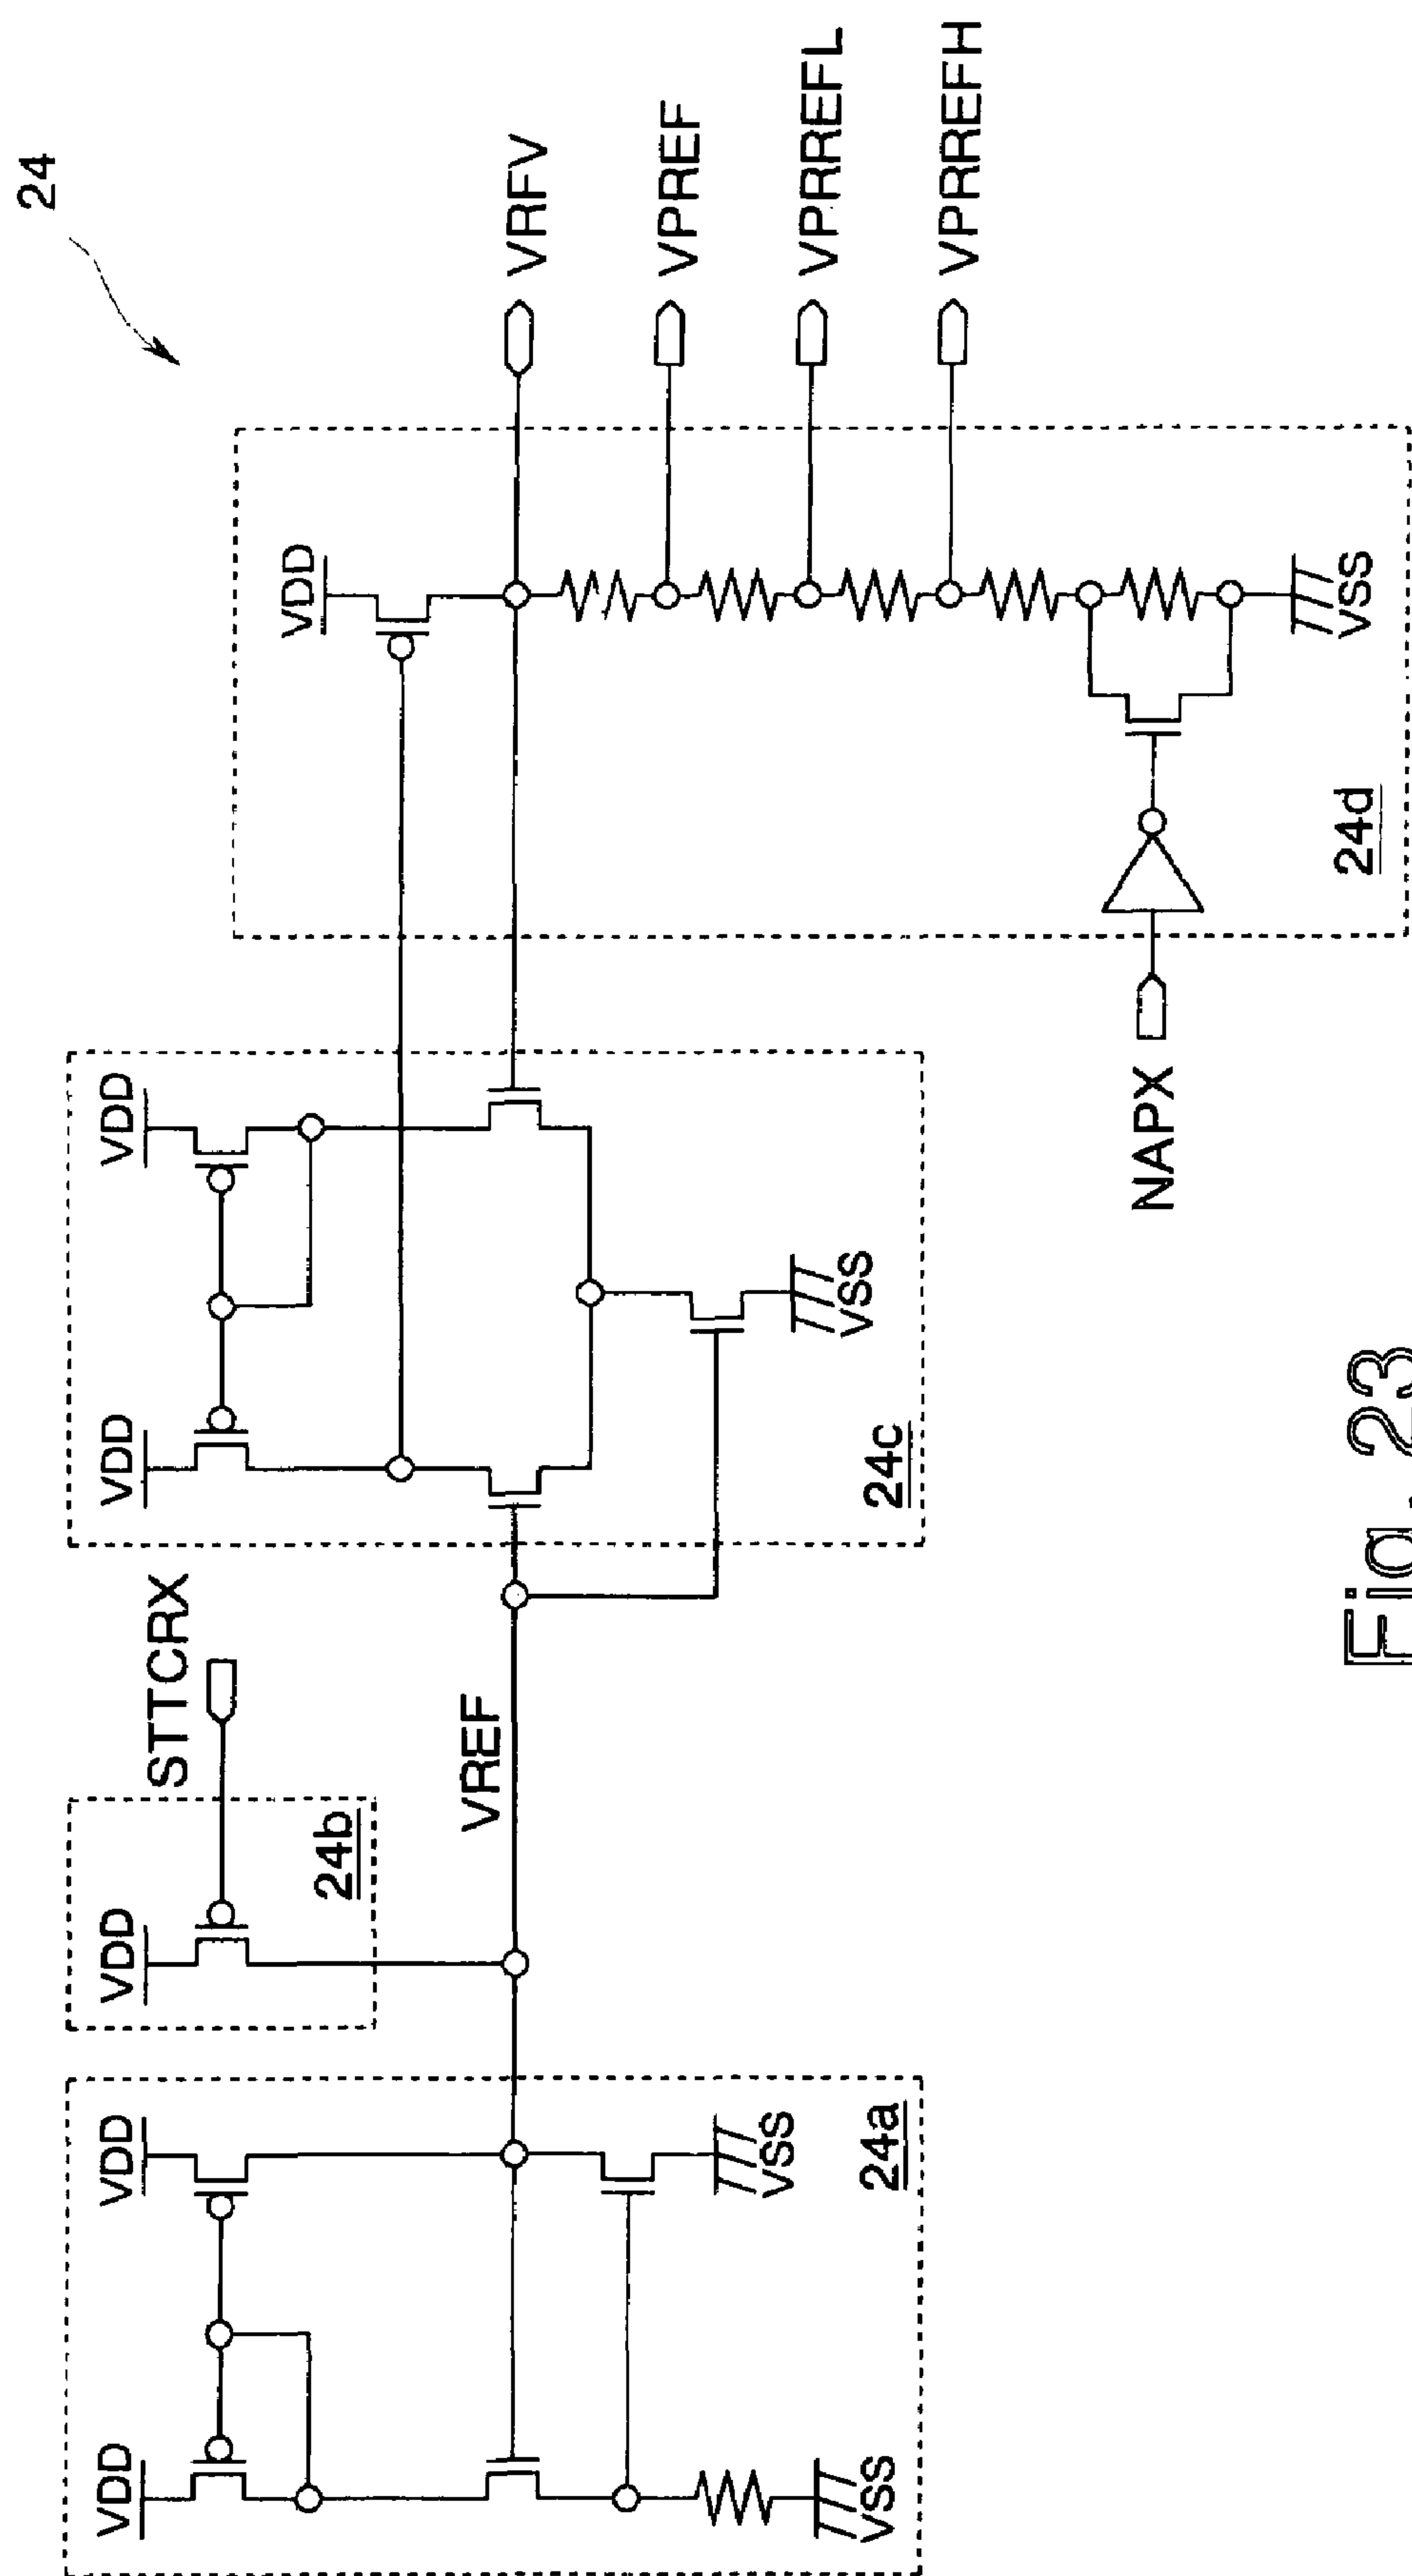 24
VDD
VDD
24a
VSS
VSS
VDD
24b
STTCRX
VREF
VDD
VDD
24c
VSS
VDD
VRFV
VPREF
VPRREFL
VPRREFH
VSS
24d
NAPX
Fig. 23